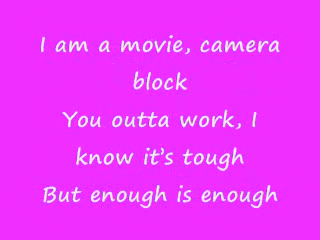 I am a movie, camera
block
You outta work, I
know it's tough
But enough is enough